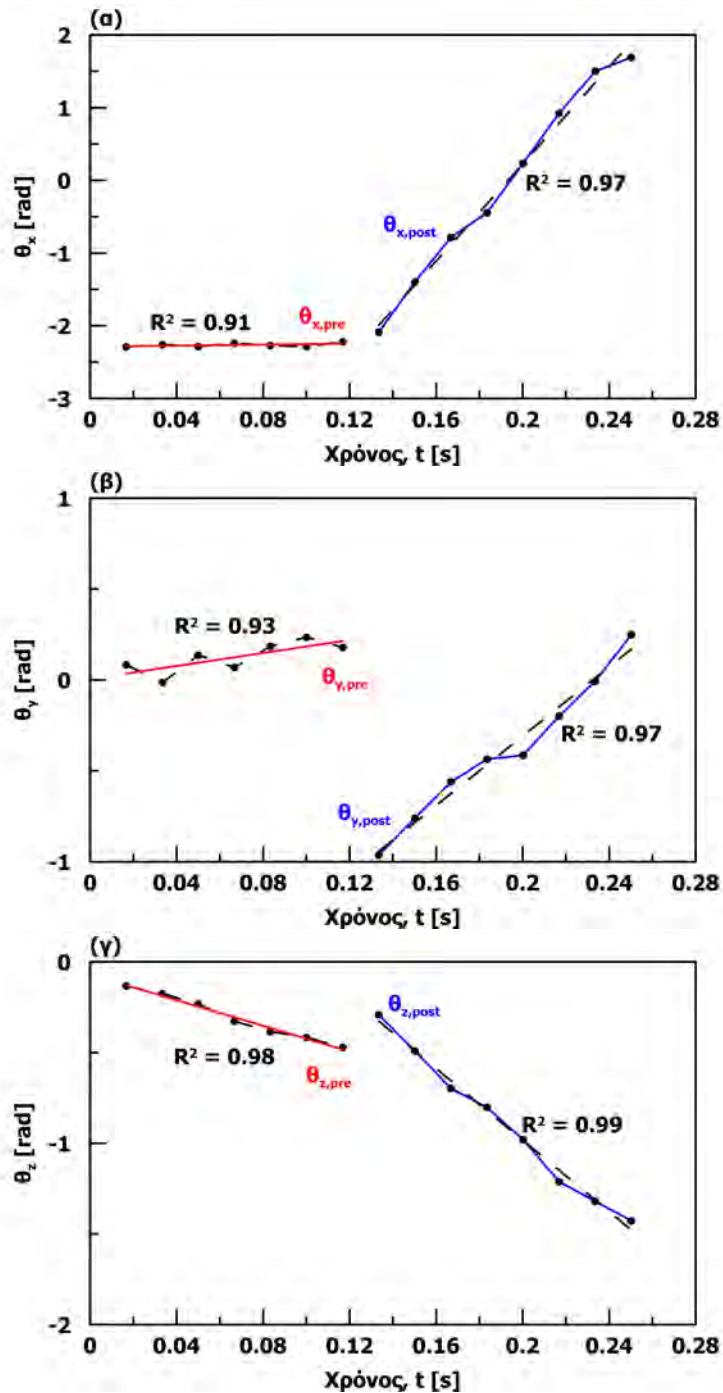 (α)
2
1
0
-1
-2
-3
θx [rad]
R² = 0.97
θx,post
R² = 0.91
θx,pre
0 0.04 0.08 0.12 0.16 0.2 0.24 0.28
Χρόνος, t [s]
(β)
1
0
-1
θy [rad]
R² = 0.93
θy,pre
R² = 0.97
θy,post
0 0.04 0.08 0.12 0.16 0.2 0.24 0.28
Χρόνος, t [s]
(γ)
0
-1
-2
θz [rad]
θz,post
R² = 0.98
θz,pre
R² = 0.99
0 0.04 0.08 0.12 0.16 0.2 0.24 0.28
Χρόνος, t [s]